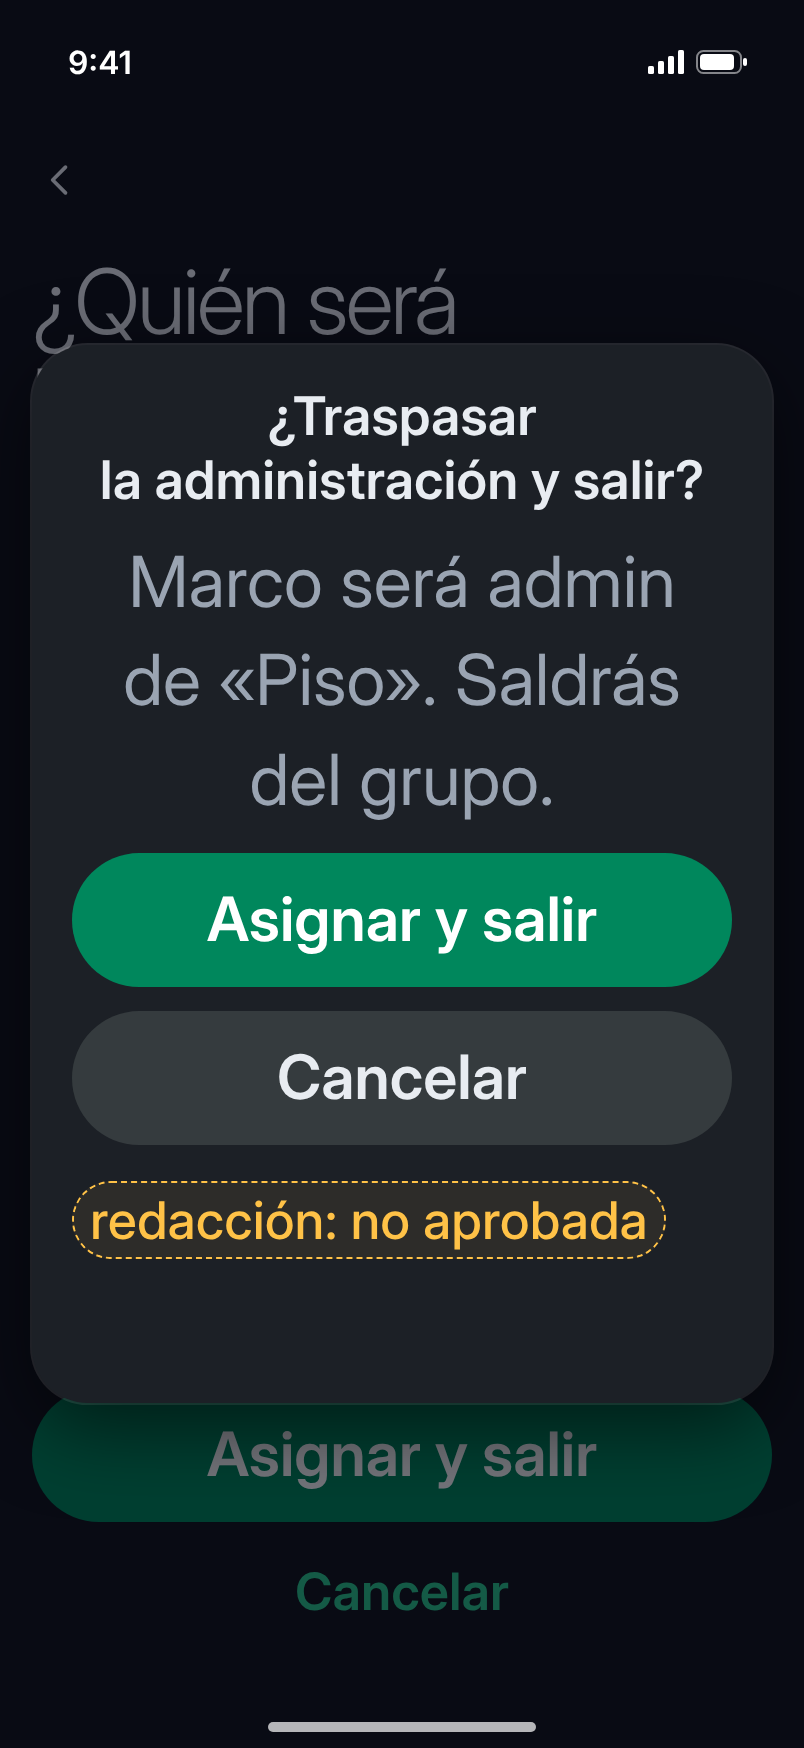 9:41
¿Quién será
¿Traspasar
la administración y salir?
Marco será admin
de «Piso». Saldrás
del grupo.
Asignar y salir
Cancelar
redacción: no aprobada
Asignar y salir
Cancelar